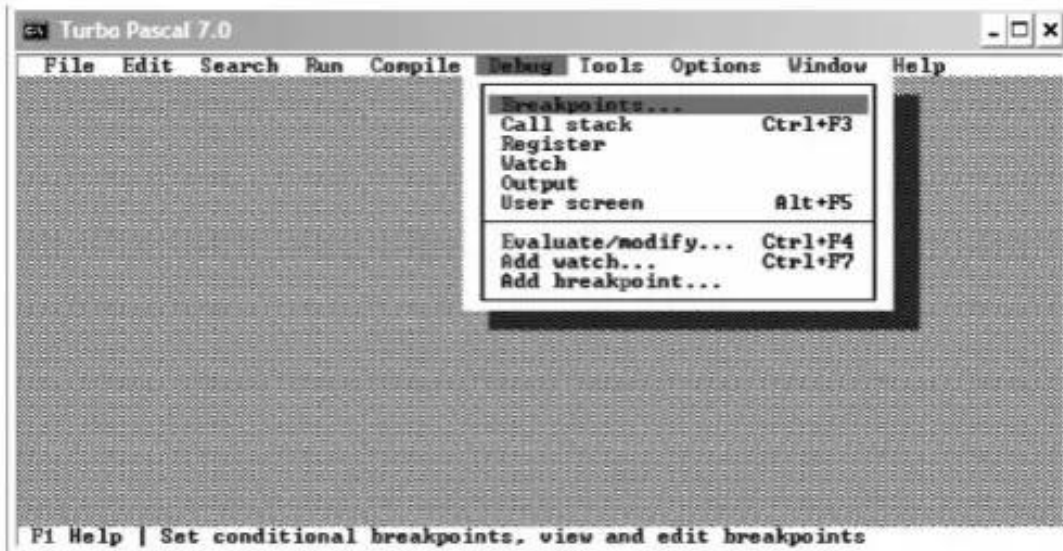 Turbo Pascal 7.0
File Edit Search Run Compile Debug Tools Options Window Help
Breakpoints...
Call stack Ctrl+F3
Register
Watch
Output
User screen Alt+F5
Evaluate/modify... Ctrl+F4
Add watch... Ctrl+F7
Add breakpoint...
F1 Help | Set conditional breakpoints, view and edit breakpoints